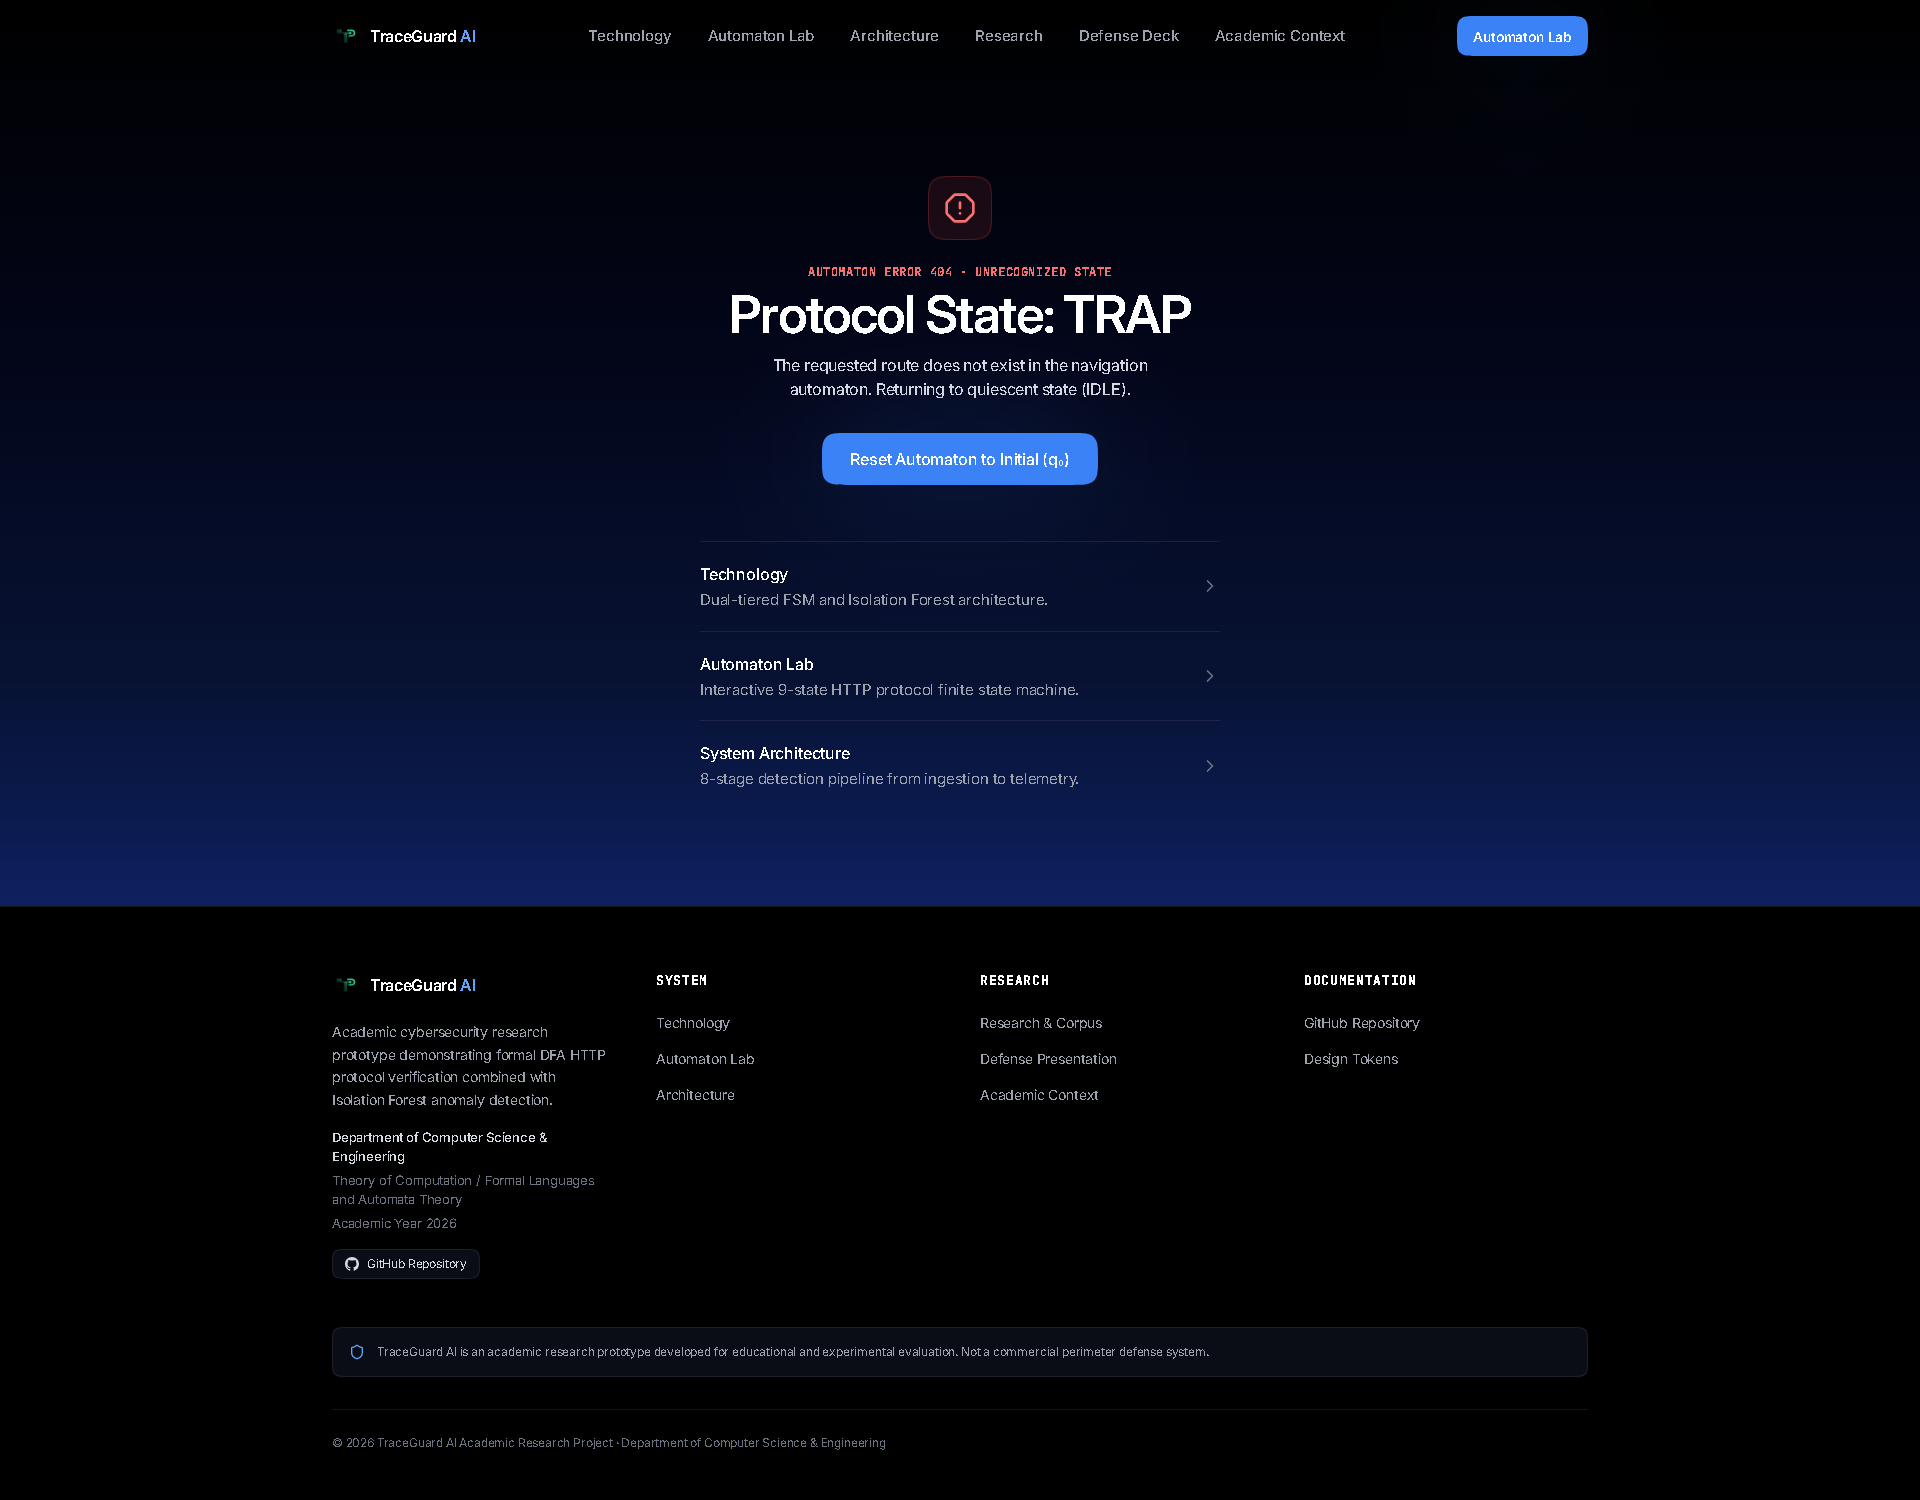 TraceGuard AI
Technology
Automaton Lab
Architecture
Research
Defense Deck
Academic Context
Automaton Lab
AUTOMATON ERROR 404 · UNRECOGNIZED STATE
Protocol State: TRAP
The requested route does not exist in the navigation
automaton. Returning to quiescent state (IDLE).
Reset Automaton to Initial (q₀)
Technology
Dual-tiered FSM and Isolation Forest architecture.
Automaton Lab
Interactive 9-state HTTP protocol finite state machine.
System Architecture
8-stage detection pipeline from ingestion to telemetry.
TraceGuard AI
Academic cybersecurity research
prototype demonstrating formal DFA HTTP
protocol verification combined with
Isolation Forest anomaly detection.
Department of Computer Science &
Engineering
Theory of Computation / Formal Languages
and Automata Theory
Academic Year 2026
GitHub Repository
SYSTEM
Technology
Automaton Lab
Architecture
RESEARCH
Research & Corpus
Defense Presentation
Academic Context
DOCUMENTATION
GitHub Repository
Design Tokens
TraceGuard AI is an academic research prototype developed for educational and experimental evaluation. Not a commercial perimeter defense system.
© 2026 TraceGuard AI Academic Research Project · Department of Computer Science & Engineering